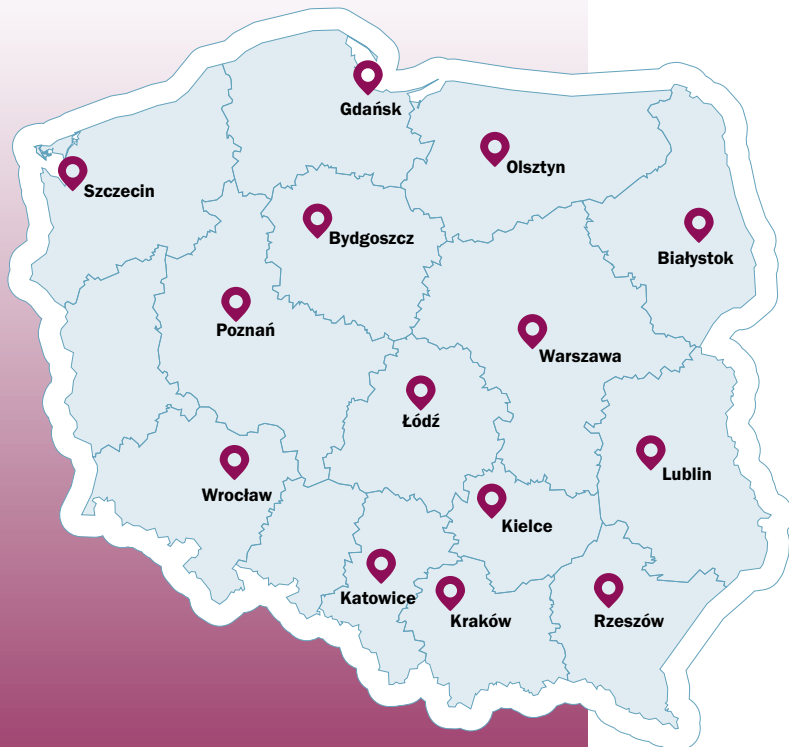 Gdańsk
Olsztyn
Szczecin
Bydgoszcz
Białystok
Poznań
Warszawa
Łódź
Lublin
Wrocław
Kielce
Katowice
Kraków
Rzeszów